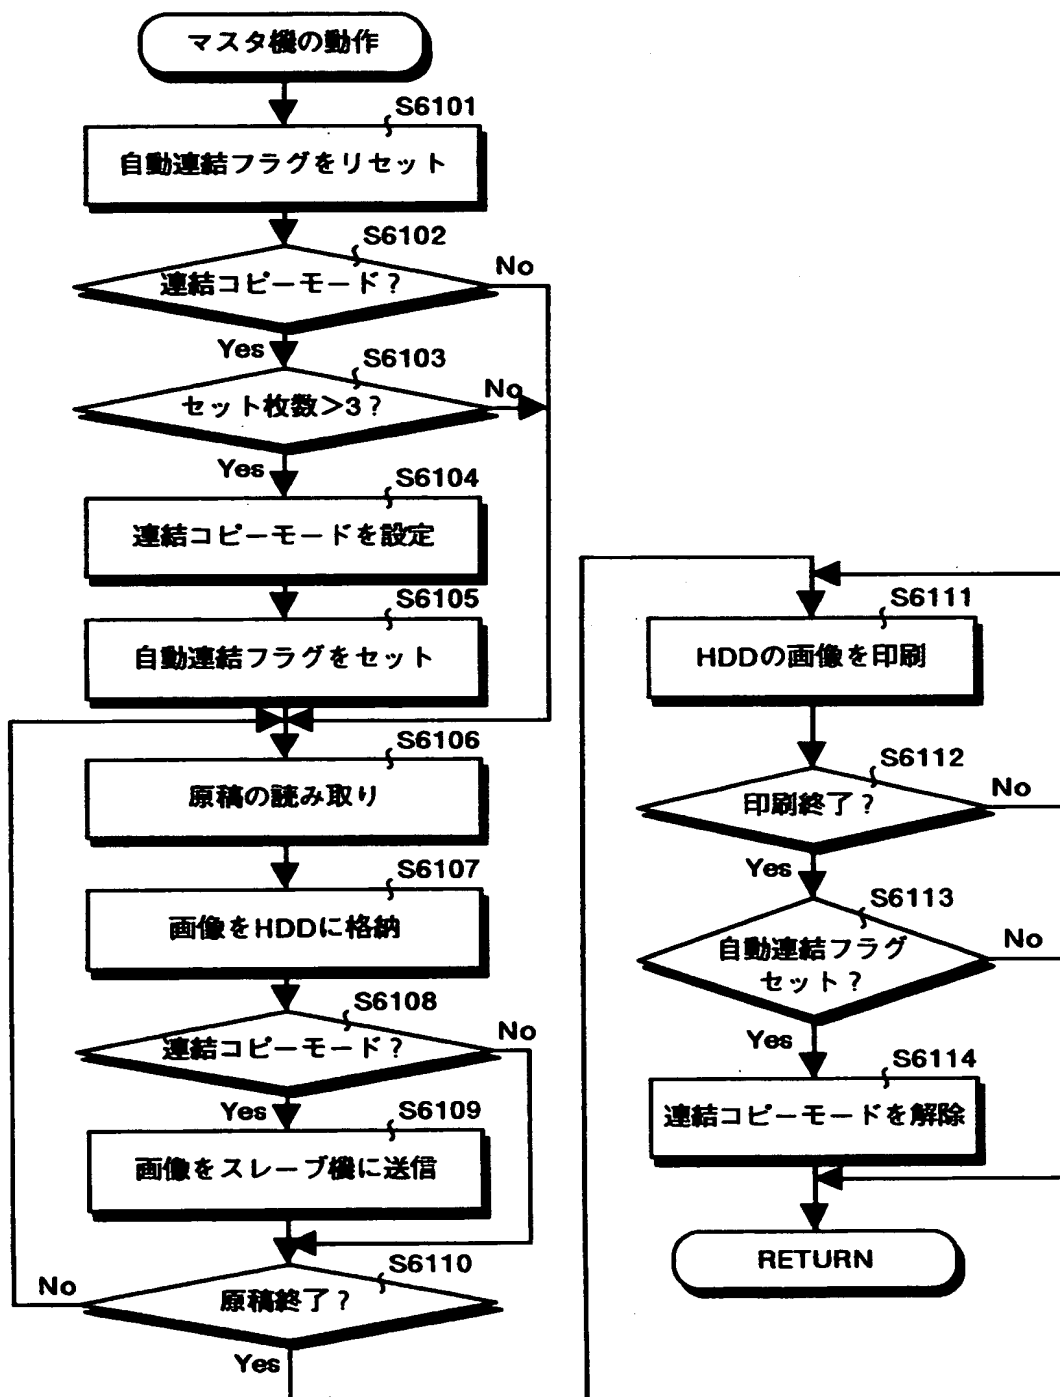 マスタ機の動作
S6101
自動連結フラグをリセット
S6102
連結コピーモード?
No
Yes
S6103
セット枚数>3?
No
Yes
S6104
連結コピーモードを設定
S6105
自動連結フラグをセット
S6106
原稿の読み取り
S6107
画像をHDDに格納
S6108
連結コピーモード?
No
Yes
S6109
画像をスレーブ機に送信
S6110
原稿終了?
No
Yes
S6111
HDDの画像を印刷
S6112
印刷終了?
No
Yes
S6113
自動連結フラグ
セット?
No
Yes
S6114
連結コピーモードを解除
RETURN